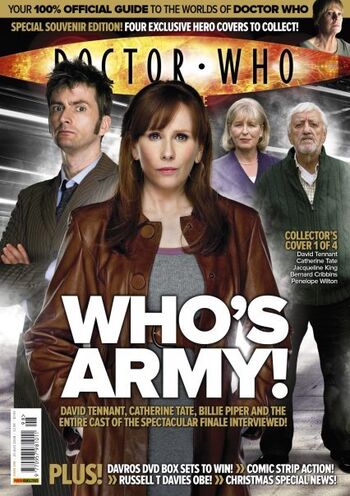 YOUR 100% OFFICIAL GUIDE TO THE WORLDS OF DOCTOR WHO
SPECIAL SOUVENIR EDITION! FOUR EXCLUSIVE HERO COVERS TO COLLECT!
DOCTOR · WHO
COLLECTOR'S
COVER 1 OF 4
David Tennant
Catherine Tate
Jacqueline King
Bernard Cribbins
Penelope Wilton
WHO'S
ARMY!
DAVID TENNANT, CATHERINE TATE, BILLIE PIPER AND THE
ENTIRE CAST OF THE SPECTACULAR FINALE INTERVIEWED!
PLUS!
DAVROS DVD BOX SETS TO WIN! >> COMIC STRIP ACTION!
RUSSELL T DAVIES OBE! >> CHRISTMAS SPECIAL NEWS!